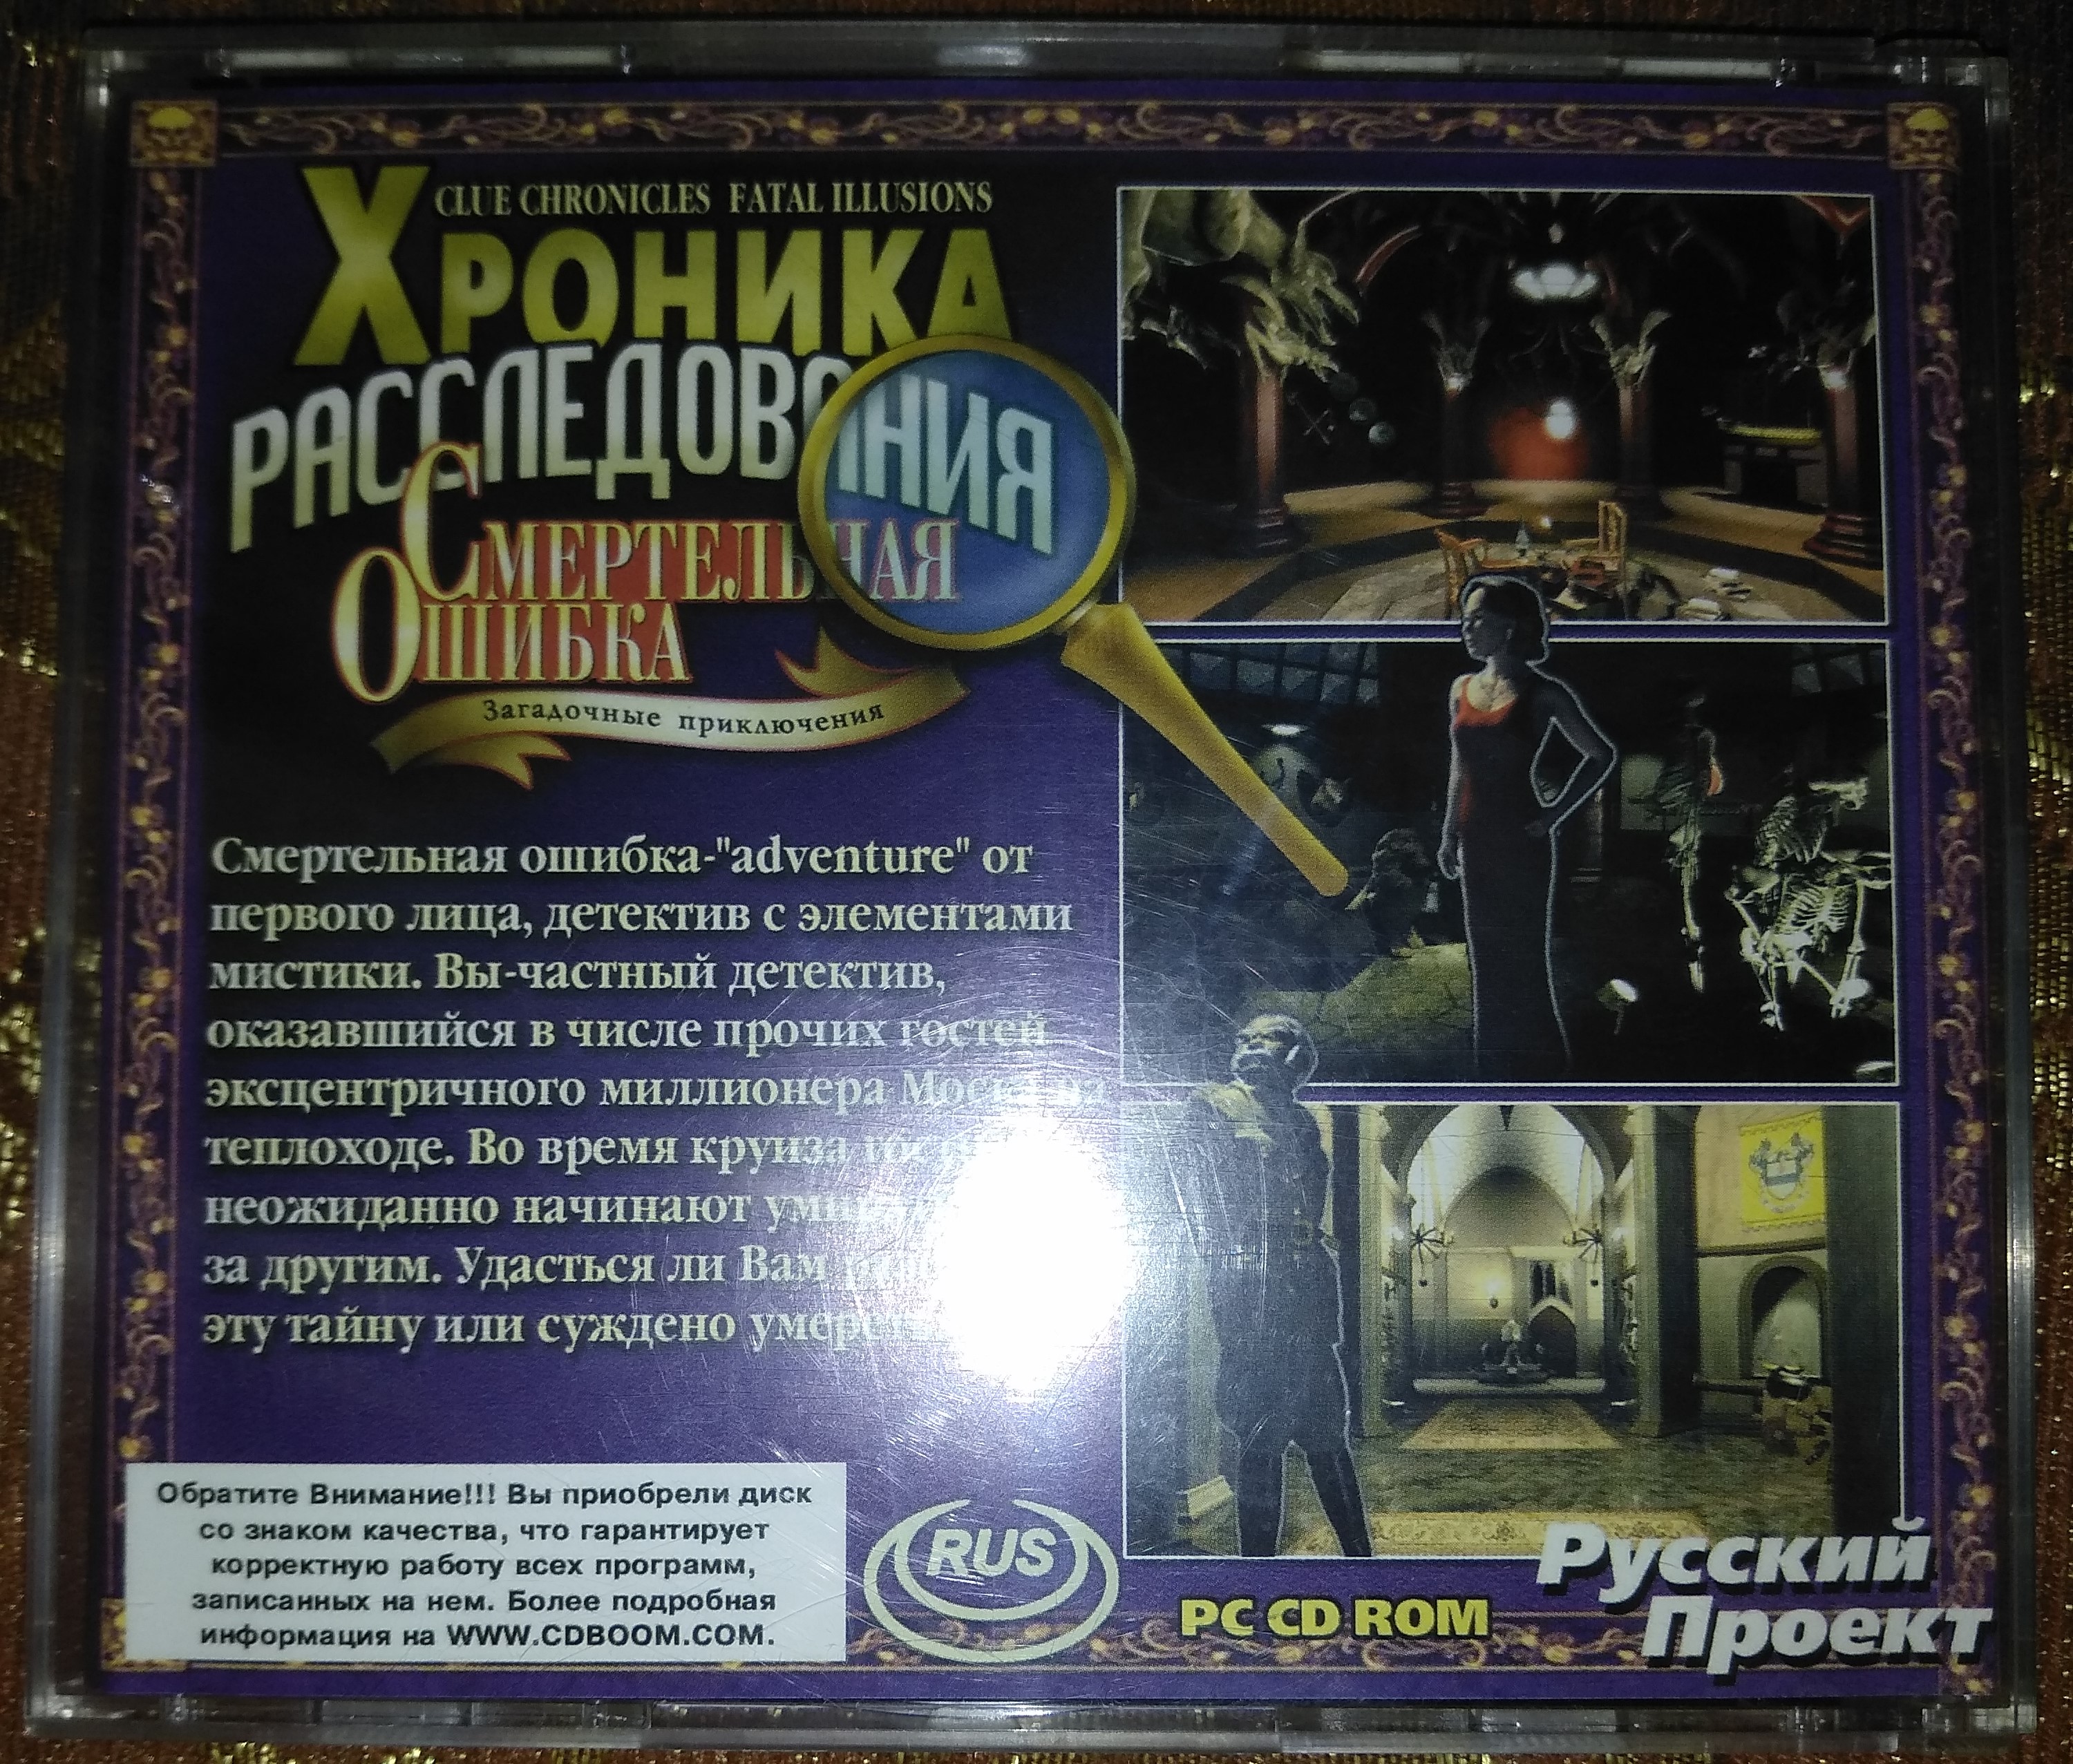 CLUE CHRONICLES FATAL ILLUSIONS
ХРОНИКА
РАССЛЕДОВАНИЯ
СМЕРТЕЛЬНАЯ
ОШИБКА
Загадочные приключения
Смертельная ошибка-"adventure" от
первого лица, детектив с элементами
мистики. Вы-частный детектив,
оказавшийся в числе прочих гостей
эксцентричного миллионера
теплоходе. Во время круиза
неожиданно начинают
за другим. Удасться ли Вам
эту тайну или суждено
Обратите Внимание!!! Вы приобрели диск
со знаком качества, что гарантирует
корректную работу всех программ,
записанных на нем. Более подробная
информация на WWW.CDBOOM.COM.
RUS
PC CD ROM
Русский
Проект